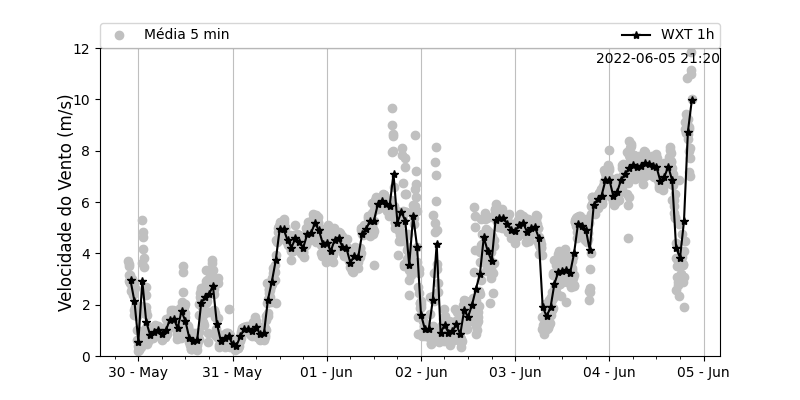 Média 5 min
WXT 1h
2022-06-05 21:20
Velocidade do Vento (m/s)
12
10
8
6
4
2
0
30 - May
31 - May
01 - Jun
02 - Jun
03 - Jun
04 - Jun
05 - Jun